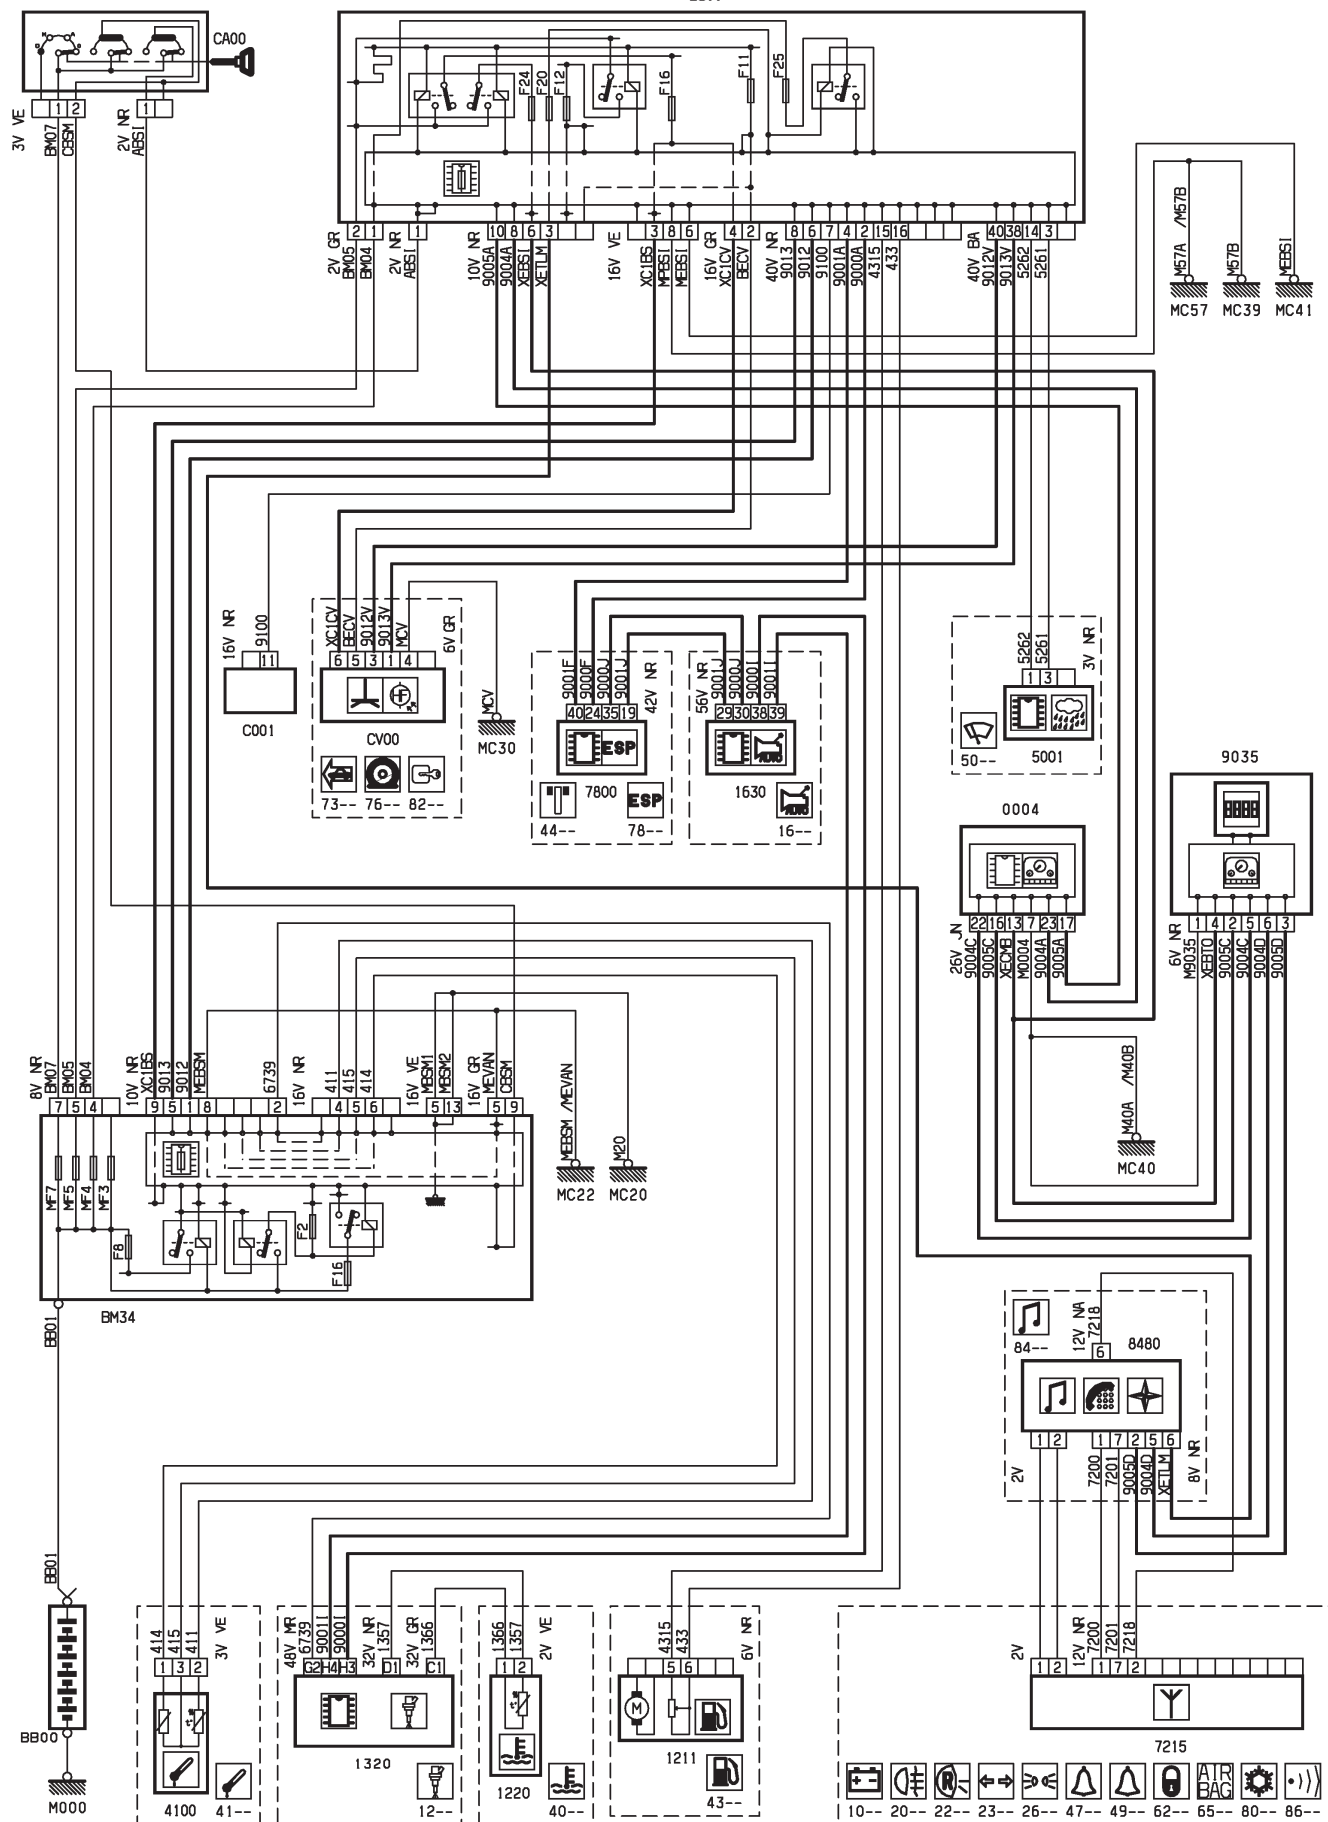 CA00
3V VE
1 2
BM07
CBSM
2V NR
1
ABSI
F24
F20
F12
F16
F11
F25
2 1
1
10 8 6 3
3 8 6
4 2
8 6 7 4 2 15 16
40 38 14 3
2V GR
BM05
BM04
2V NR
ABSI
10V NR
9005A
9004A
XEBSI
XETLM
16V VE
XC1BS
MPBSI
MEBSI
16V GR
XC1CV
BECV
40V NR
9013
9012
9100
9001A
9000A
4315
433
40V BA
9012V
9013V
5262
5261
M57A /M57B
M57B
MEBSI
MC57
MC39
MC41
16V NR
9100
11
C001
XC1CV
BECV
9012V
9013V
MCV
6V GR
6 5 3 1 4
CV00
73--
76--
82--
MCV
MC30
9001F
9000F
9000J
9001J
42V NR
40 24 35 19
ESP
7800
44--
ESP
78--
56V NR
9001J
9000J
9000I
9001I
29 30 38 39
AUTO
1630
AUTO
16--
5262
5261
3V NR
1 3
50--
5001
9035
8888
0004
22 16 13 7 23 17
26V JN
9004C
9005C
XECMB
M0004
9004A
9005A
1 4 2 5 6 3
6V NR
M9035
XEBTO
9005C
9004C
9004D
9005D
M40A /M40B
MC40
8V NR
BM07
BM05
BM04
10V NR
XC1BS
9013
9012
MEBSM
6739
16V NR
411
415
414
16V VE
MBSM1
MBSM2
16V GR
MEVAN
CBSM
7 5 4
9 5 1 8 2
4 5 6
5 13
5 9
MEBSM /MEVAN
M20
MC22
MC20
MF7
MF5
MF4
MF3
F8
F2
F16
BM34
BB01
BB01
BB00
M000
84--
12V NA
7218
6
8480
1 2
1 7 2 5 6
2V
7200
7201
9005D
9004D
XETLM
8V NR
414
415
411
3V VE
1 3 2
4100
41--
48V MR
6739
9001I
9000I
32V NR
1357
32V GR
1366
G2 H4 H3
D1
C1
1320
12--
1366
1357
2V VE
1 2
t°
1220
40--
4315
433
6V NR
5 6
M
1211
43--
2V
12V NR
7200
7201
7218
1 2
1 7 2
7215
R
AIR
BAG
10--
20--
22--
23--
26--
47--
49--
62--
65--
80--
86--